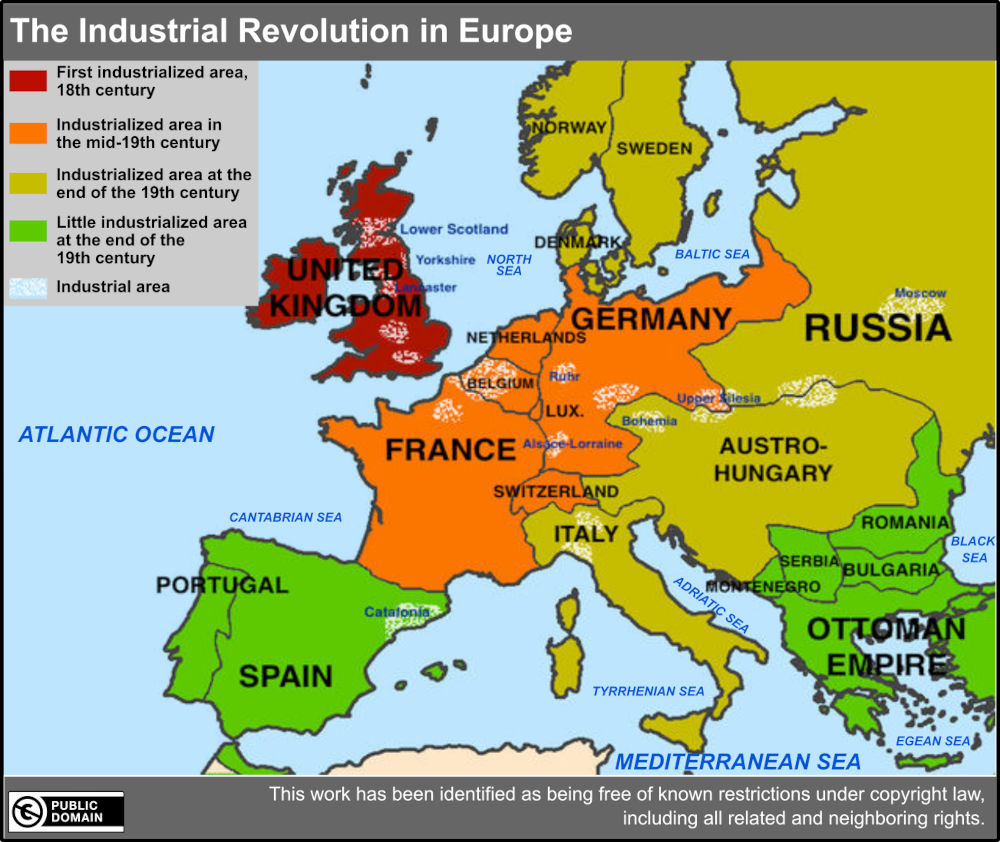 The Industrial Revolution in Europe
First industrialized area,
18th century
Industrialized area in
the mid-19th century
Industrialized area at the
end of the 19th century
Little industrialized area
at the end of the
19th century
Industrial area
NORWAY
SWEDEN
Lower Scotland
DENMARK
Yorkshire
NORTH
SEA
BALTIC SEA
UNITED
KINGDOM
Lancaster
Moscow
NETHERLANDS
GERMANY
RUSSIA
BELGIUM
Ruhr
LUX.
Upper Silesia
Bohemia
ATLANTIC OCEAN
FRANCE
Alsace-Lorraine
AUSTRO-
HUNGARY
SWITZERLAND
CANTABRIAN SEA
ITALY
ROMANIA
BLACK
SEA
SERBIA
BULGARIA
PORTUGAL
MONTENEGRO
ADRIATIC SEA
Catalonia
OTTOMAN
EMPIRE
SPAIN
TYRRHENIAN SEA
EGEAN SEA
MEDITERRANEAN SEA
PUBLIC
DOMAIN
This work has been identified as being free of known restrictions under copyright law,
including all related and neighboring rights.